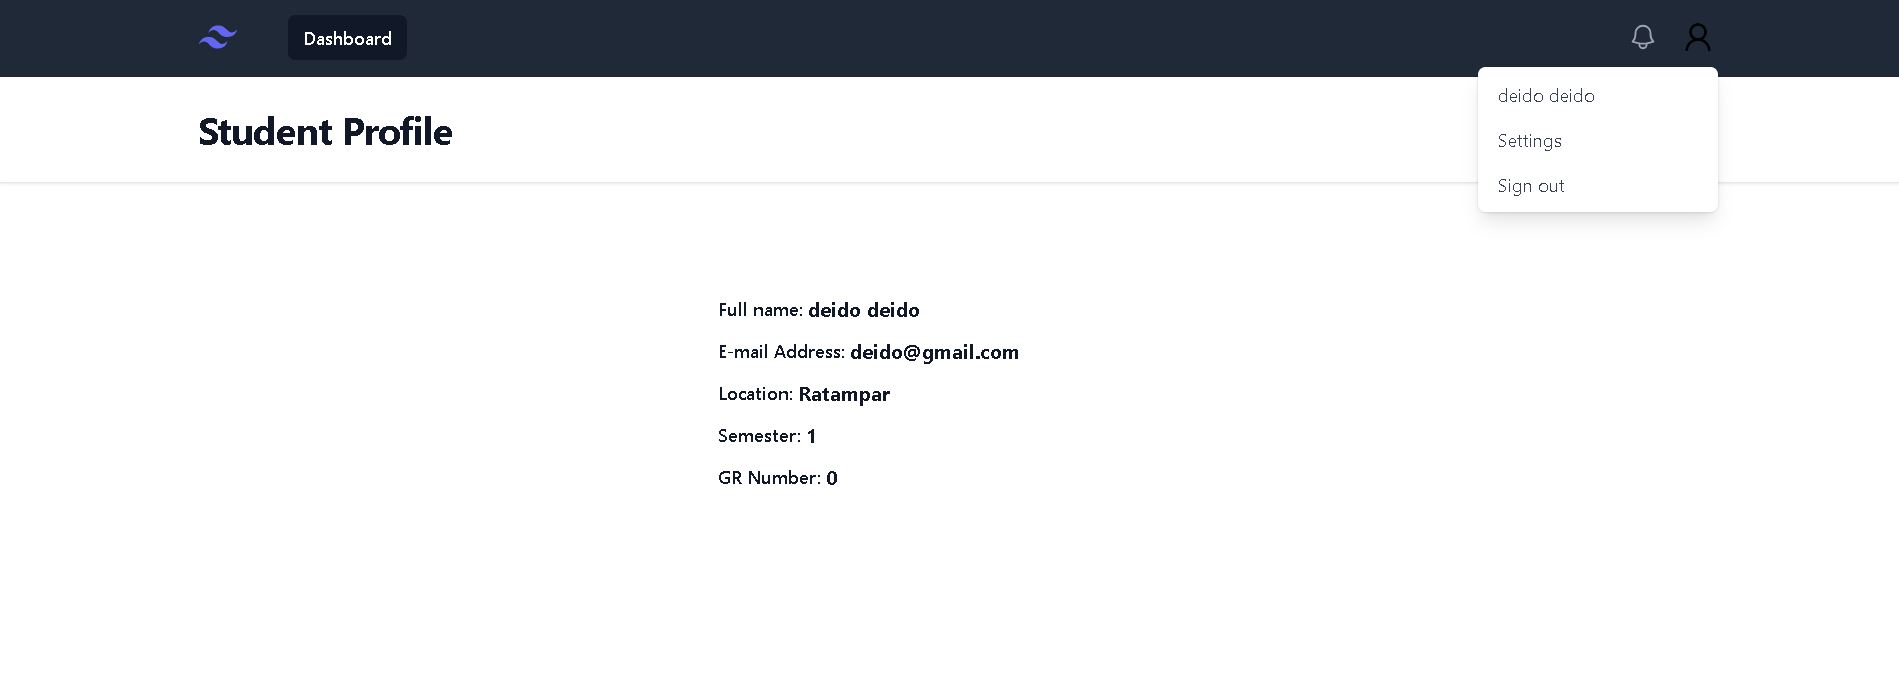 Dashboard
deido deido
Settings
Sign out
Student Profile
Full name: deido deido
E-mail Address: deido@gmail.com
Location: Ratampar
Semester: 1
GR Number: 0